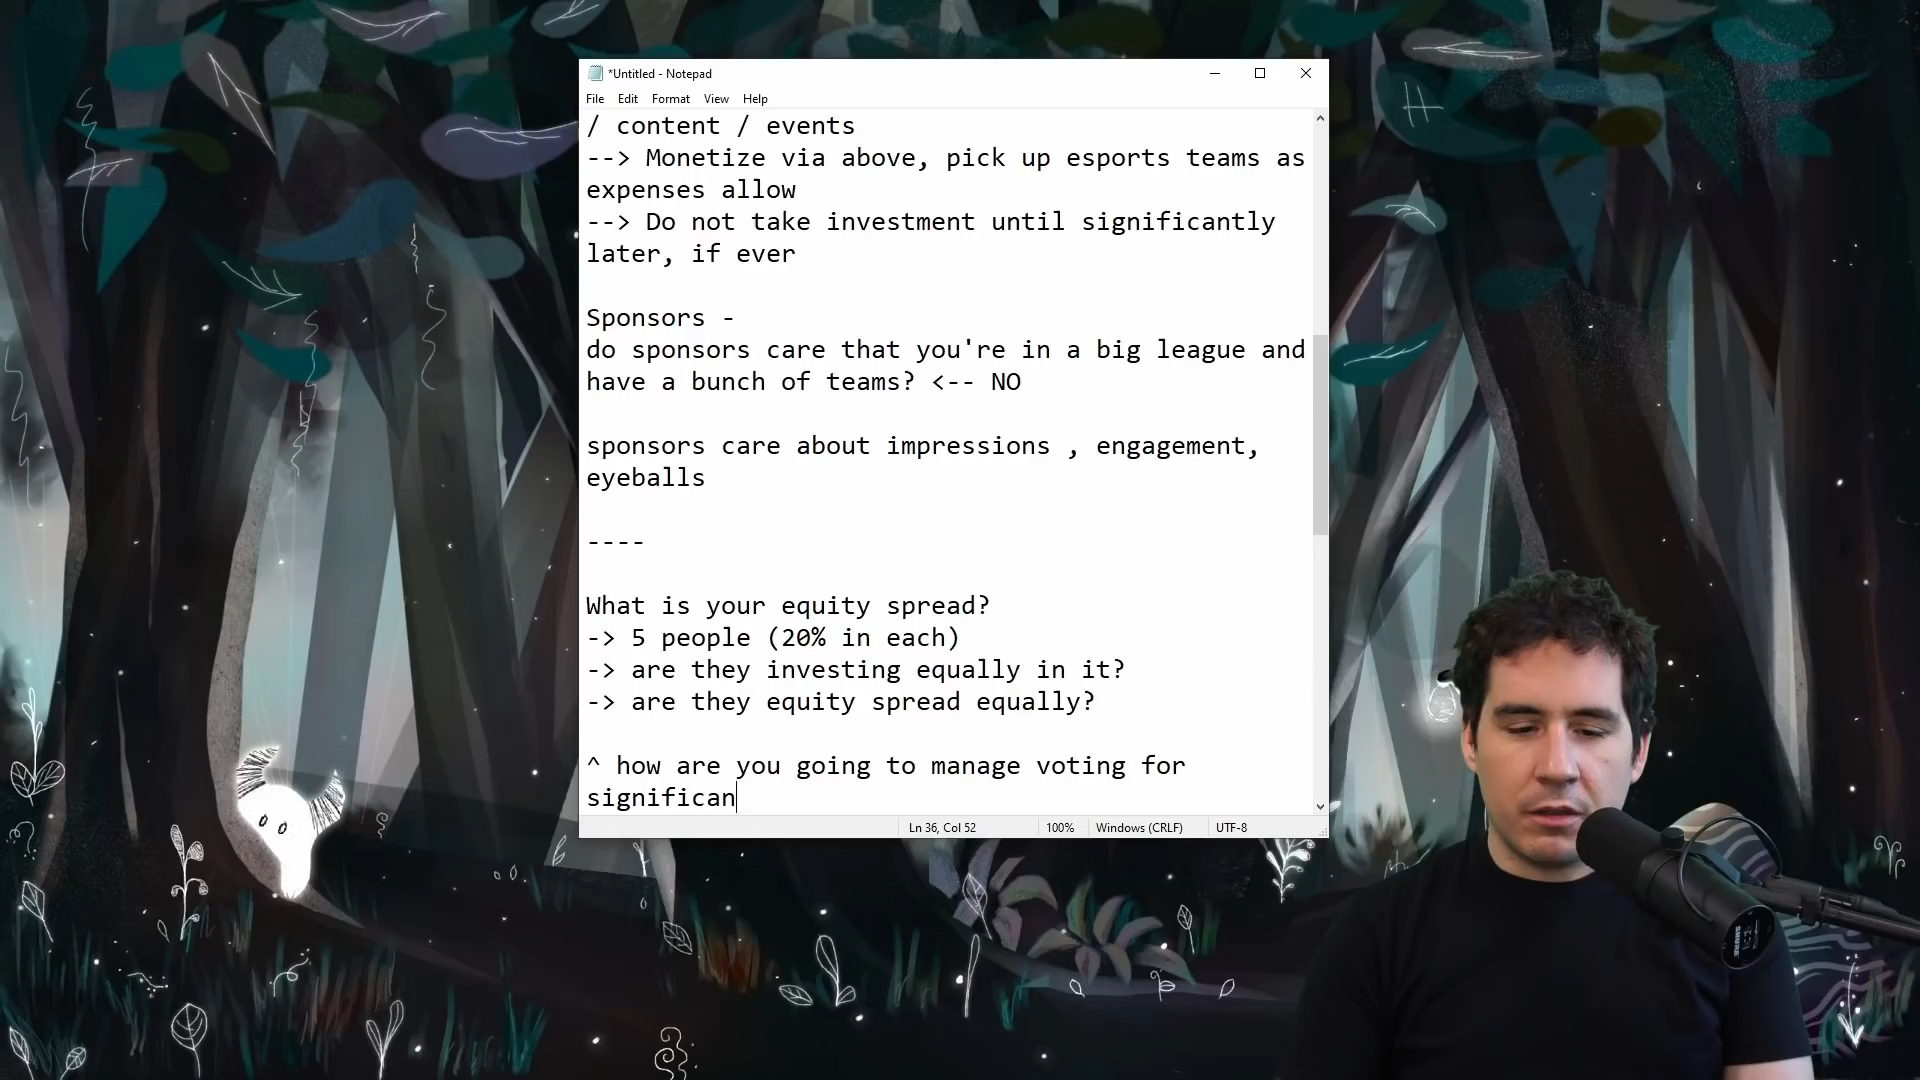 *Untitled - Notepad
File Edit Format View Help
/ content / events
--> Monetize via above, pick up esports teams as
expenses allow
--> Do not take investment until significantly
later, if ever
Sponsors -
do sponsors care that you're in a big league and
have a bunch of teams? <-- NO
sponsors care about impressions , engagement,
eyeballs
----
What is your equity spread?
-> 5 people (20% in each)
-> are they investing equally in it?
-> are they equity spread equally?
^ how are you going to manage voting for
significan
Ln 36, Col 52 100% Windows (CRLF) UTF-8
SHURE